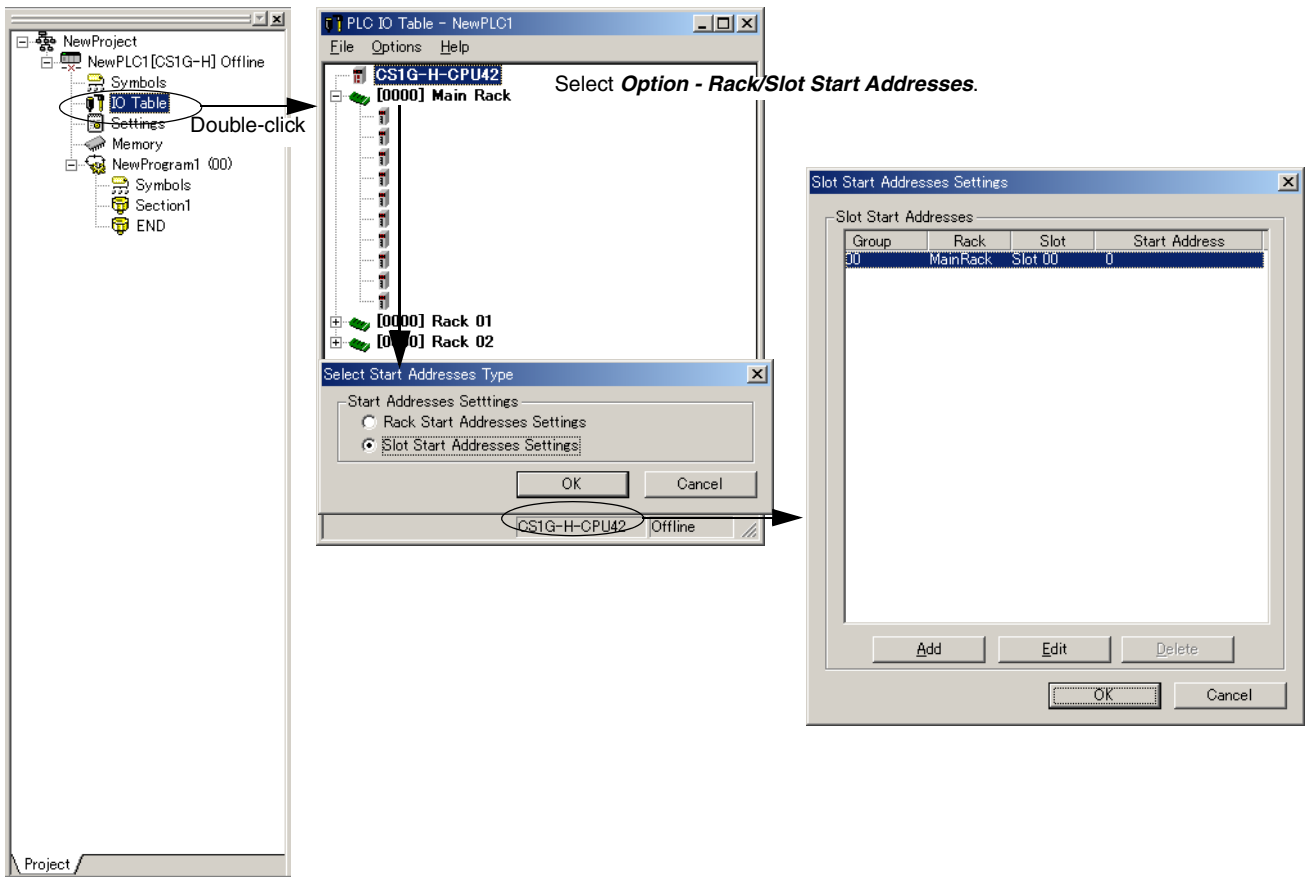 NewProject
NewPLC1[CS1G-H] Offline
Symbols
IO Table
Settings
Double-click
Memory
NewProgram1 (00)
Symbols
Section1
END
Project
PLC IO Table - NewPLC1
File Options Help
CS1G-H-CPU42
[0000] Main Rack
Select Option - Rack/Slot Start Addresses.
[0000] Rack 01
[0000] Rack 02
Select Start Addresses Type
Start Addresses Setttings
Rack Start Addresses Settings
Slot Start Addresses Settings
OK Cancel
CS1G-H-CPU42 Offline
Slot Start Addresses Settings
Slot Start Addresses
Group Rack Slot Start Address
00 MainRack Slot 00 0
Add Edit Delete
OK Cancel